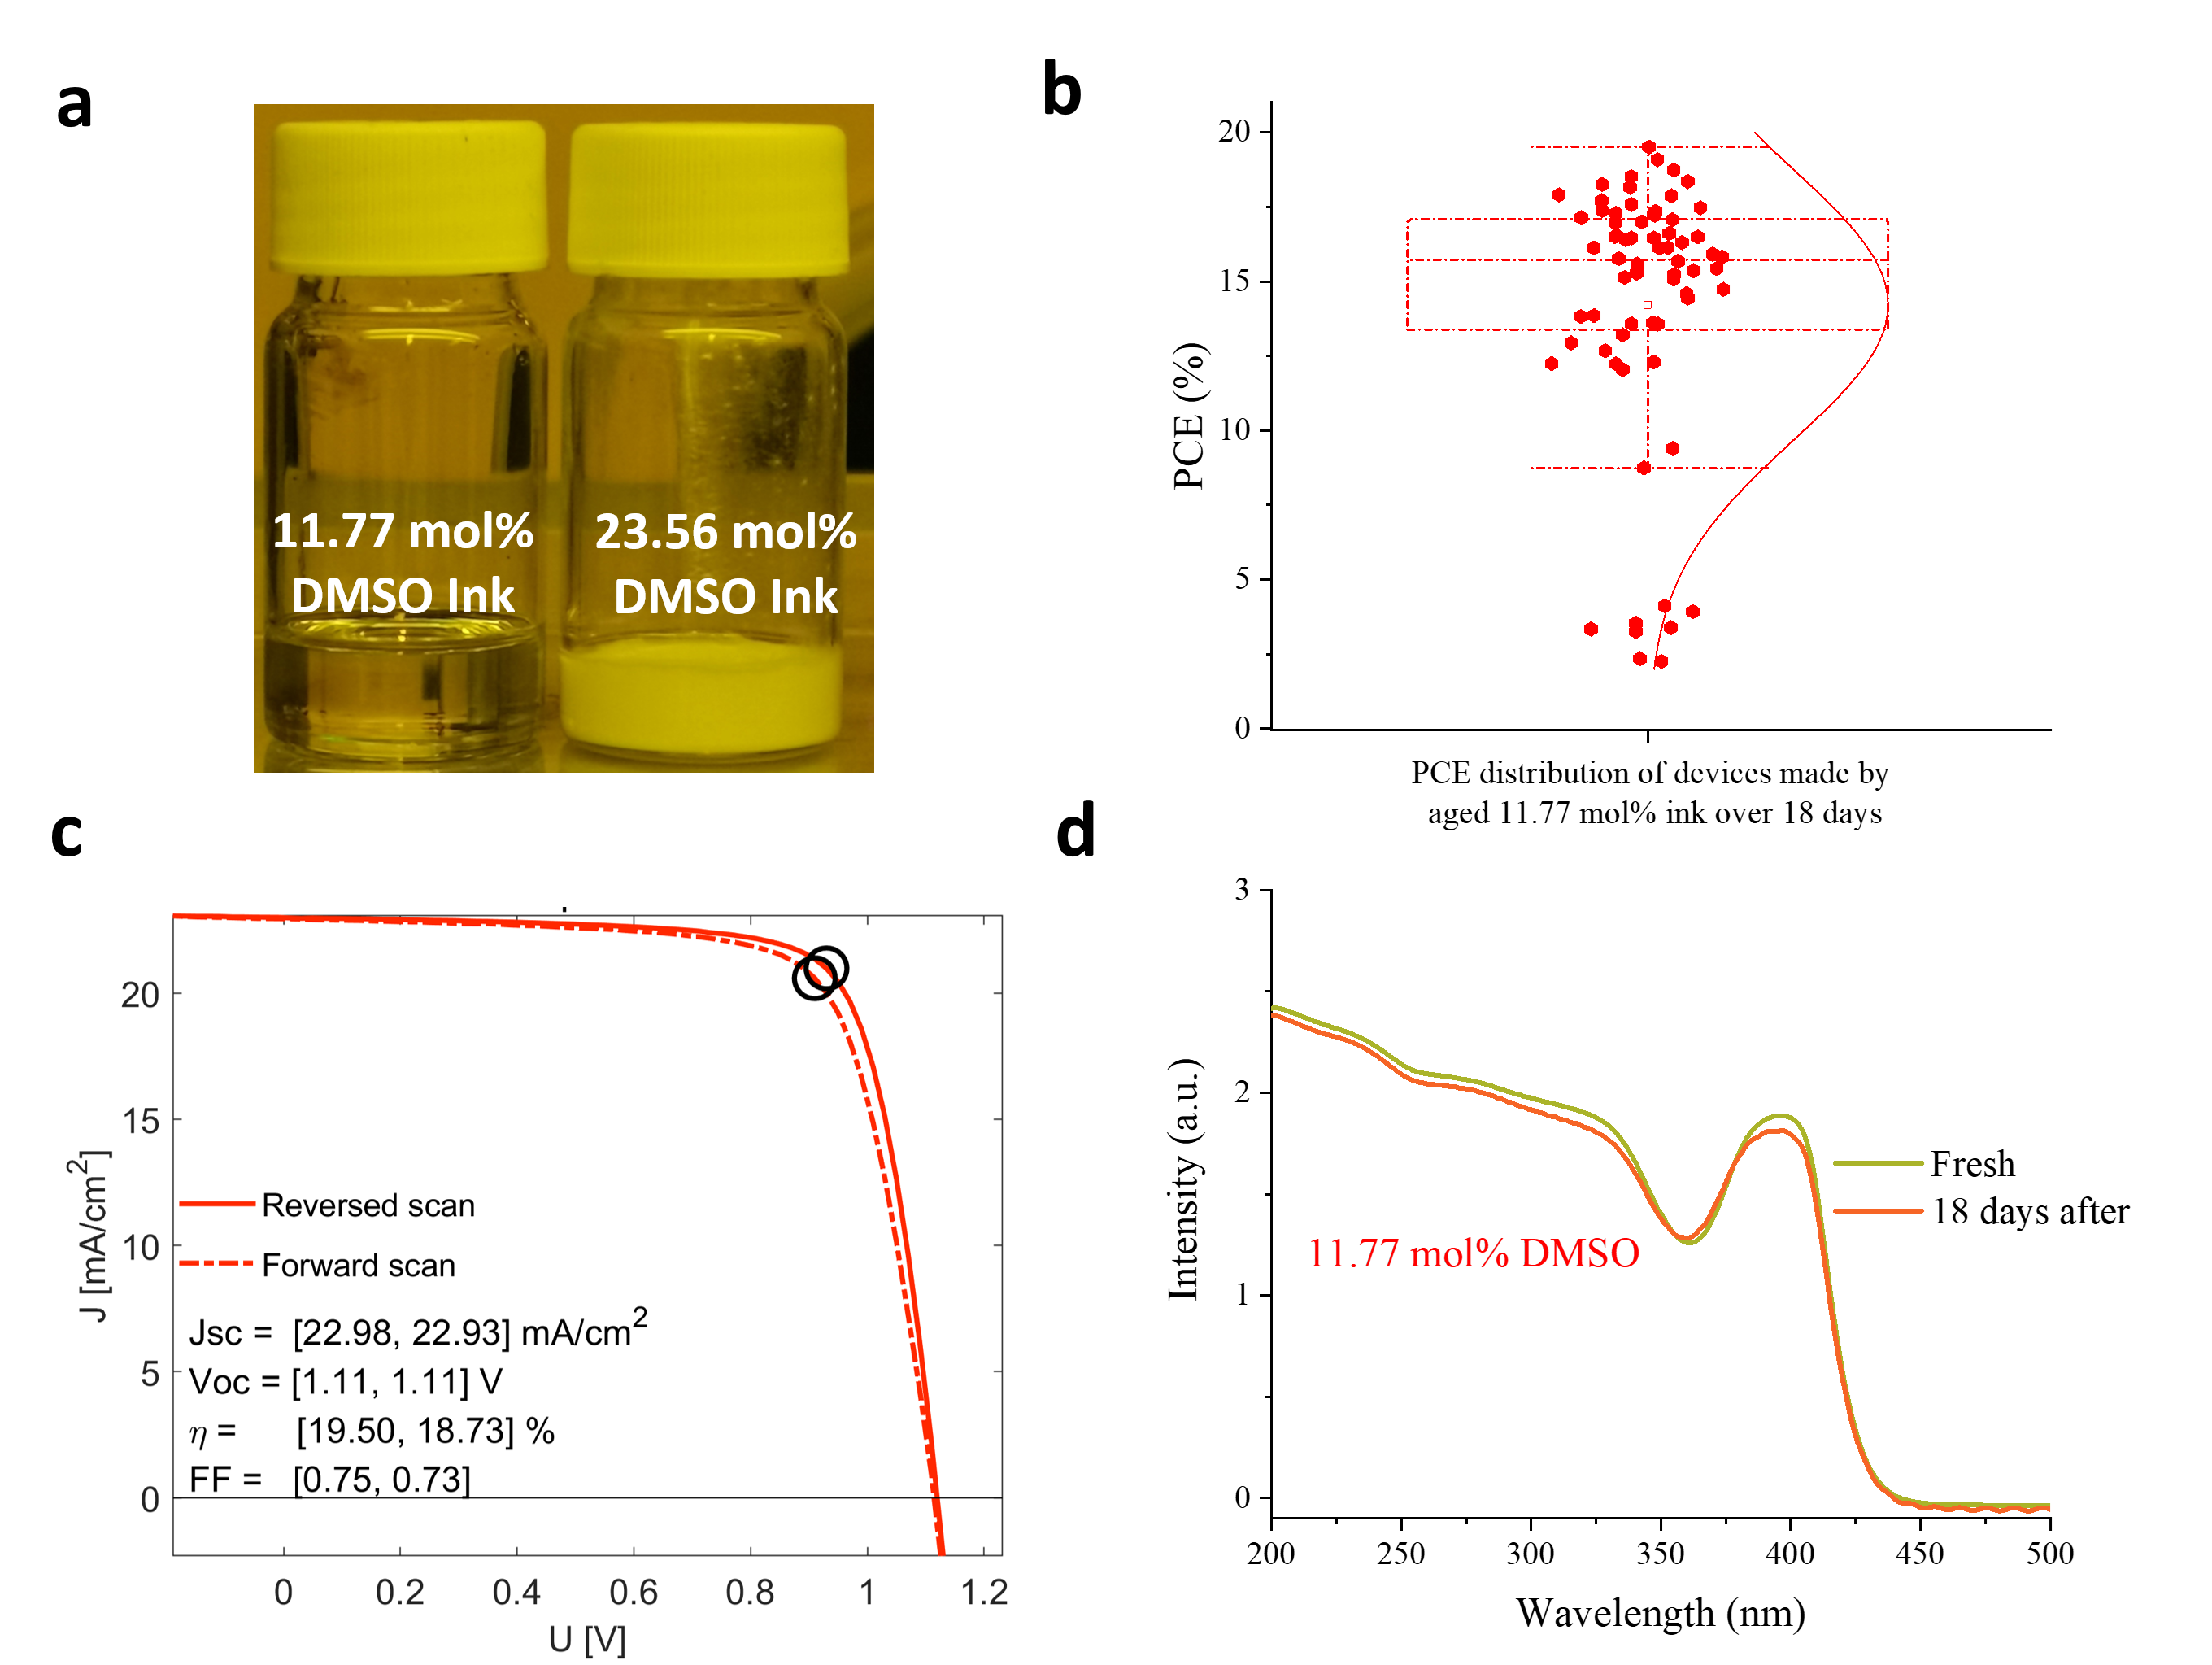 a
11.77 mol%
DMSO Ink
23.56 mol%
DMSO Ink
b
PCE (%)
20
15
10
5
0
PCE distribution of devices made by
aged 11.77 mol% ink over 18 days
c
J [mA/cm²]
20
15
10
5
0
Reversed scan
Forward scan
Jsc = [22.98, 22.93] mA/cm²
Voc = [1.11, 1.11] V
η = [19.50, 18.73] %
FF = [0.75, 0.73]
0 0.2 0.4 0.6 0.8 1 1.2
U [V]
d
Intensity (a.u.)
3
2
1
0
Fresh
18 days after
11.77 mol% DMSO
200 250 300 350 400 450 500
Wavelength (nm)